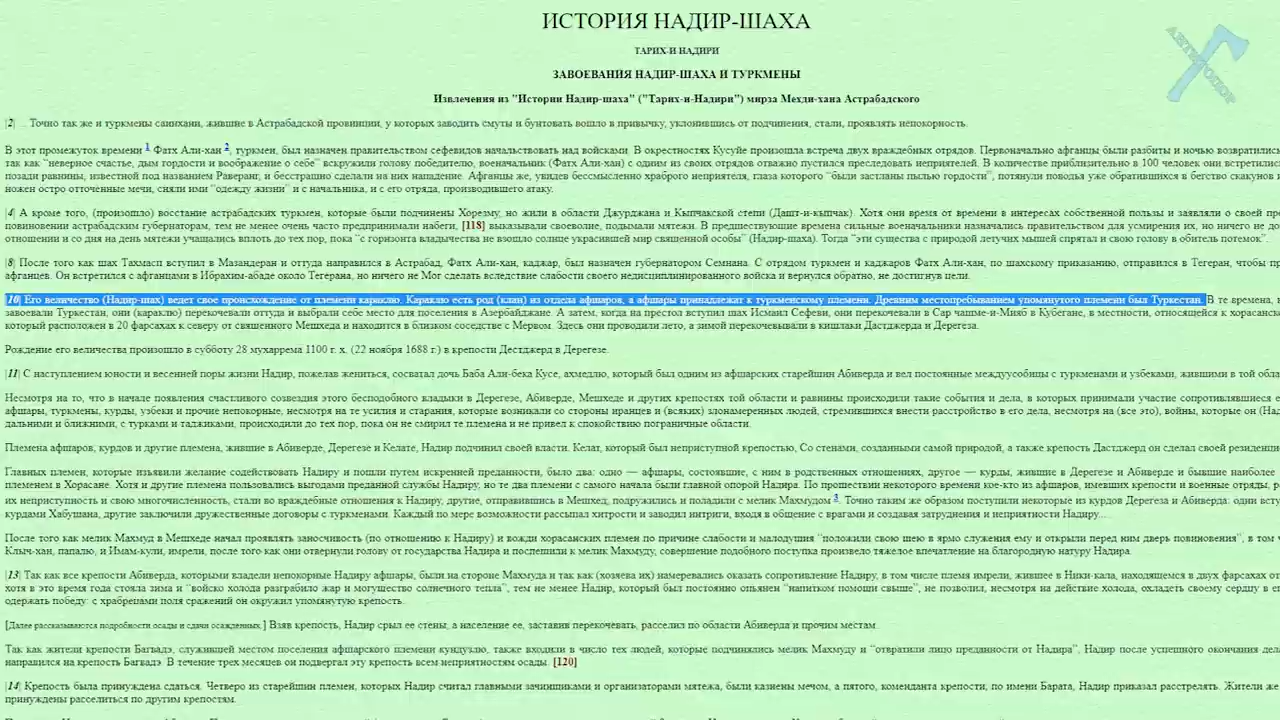 ИСТОРИЯ НАДИР-ШАХА
ТАРИХ-И НАДИРИ
ЗАВОЕВАНИЯ НАДИР-ШАХА И ТУРКМЕНЫ
Извлечения из "Истории Надир-шаха" ("Тарих-и-Надири") мирза Мехди-хана Астрабадского
|2| ... Точно так же и туркмены саинхани, жившие в Астрабадской провинции, у которых заводить смуты и бунтовать вошло в привычку, уклонившись от подчинения, стали, проявлять непокорность.
В этот промежуток времени 1 Фатх Али-хан 2, туркмен, был назначен правительством сефевидов начальствовать над войсками. В окрестностях Кусуйе произошла встреча двух враждебных отрядов. Первоначально афганцы были разбиты и ночью возвратились
так как “неверное счастье, дым гордости и воображение о себе” вскружили голову победителю, военачальник (Фатх Али-хан) с одним из своих отрядов отважно пустился преследовать неприятелей. В количестве приблизительно в 100 человек они встретились
позади равнины, известной под названием Раверанг, и бесстрашно сделали на них нападение. Афганцы же, увидев бессмысленно храброго неприятеля, глаза которого “были застланы пылью гордости”, потянули поводья уже обратившихся в бегство скакунов и
ножен остро отточенные мечи, сняли ими “одежду жизни” и с начальника, и с его отряда, производившего атаку.
|4| А кроме того, (произошло) восстание астрабадских туркмен, которые были подчинены Хорезму, но жили в области Джурджана и Кыпчакской степи (Дашт-и-кыпчак). Хотя они время от времени в интересах собственной пользы и заявляли о своей
повиновении астрабадским губернаторам, тем не менее очень часто предпринимали набеги, [118] выказывали своеволие, подымали мятежи. В предшествующие времена сильные военачальники назначались правительством для усмирения их, но ничего не
отношении и со дня на день мятежи учащались вплоть до тех пор, пока “с горизонта владычества не взошло солнце украсившей мир священной особы” (Надир-шаха). Тогда “эти существа с природой летучих мышей спрятал и свою голову в обитель потемок”.
|8| После того как шах Тахмасп вступил в Мазандеран и оттуда направился в Астрабад, Фатх Али-хан, каджар, был назначен губернатором Семнана. С отрядом туркмен и каджаров Фатх Али-хан, по шахскому приказанию, отправился в Тегеран, чтобы
афганцев. Он встретился с афганцами в Ибрахим-абаде около Тегерана, но ничего не Мог сделать вследствие слабости своего недисциплинированного войска и вернулся обратно, не достигнув цели.
|10| Его величество (Надир-шах) ведет свое происхождение от племени караклю. Караклю есть род (клан) из отдела афшаров, а афшары принадлежат к туркменскому племени. Древним местопребыванием упомянутого племени был Туркестан. В те времена,
завоевали Туркестан, они (караклю) перекочевали оттуда и выбрали себе место для поселения в Азербайджане. А затем, когда на престол вступил шах Исмаил Сефеви, они перекочевали в Сар чашме-и-Мияб в Кубегане, в местности, относящейся к
который расположен в 20 фарсахах к северу от священного Мешхеда и находится в близком соседстве с Мервом. Здесь они проводили лето, а зимой перекочевывали в кишлаки Дастджерда и Дерегеза.
Рождение его величества произошло в субботу 28 мухаррема 1100 г. х. (22 ноября 1688 г.) в крепости Дестджерд в Дерегезе.
|11| С наступлением юности и весенней поры жизни Надир, пожелав жениться, сосватал дочь Баба Али-бека Кусе, ахмедлю, который был одним из афшарских старейшин Абиверда и вел постоянные междуусобицы с туркменами и узбеками, жившими в той
Несмотря на то, что в начале появления счастливого созвездия этого бесподобного владыки в Дерегезе, Абиверде, Мешхеде и других крепостях той области и равнины происходили такие события и дела, в которых принимали участие сопротивлявшиеся
афшары, туркмены, курды, узбеки и прочие непокорные, несмотря на те усилия и старания, которые возникали со стороны иранцев и (всяких) злонамеренных людей, стремившихся внести расстройство в его дела, несмотря на (все это), войны, которые он
дальними и ближними, с турками и таджиками, происходили до тех пор, пока он не смирил те племена и не привел к спокойствию пограничные области.
Племена афшаров, курдов и другие племена, жившие в Абиверде, Дерегезе и Келате, Надир подчинил своей власти. Келат, который был неприступной крепостью, Со стенами, созданными самой природой, а также крепость Дастджерд он сделал своей
Главных племен, которые изъявили желание содействовать Надиру и пошли путем искренней преданности, было два: одно — афшары, состоявшие, с ним в родственных отношениях, другое — курды, жившие в Дерегезе и Абиверде и бывшие наиболее
племенем в Хорасане. Хотя и другие племена пользовались выгодами преданной службы Надиру, но те два племени с самого начала были главной опорой Надира. По прошествии некоторого времени кое-кто из афшаров, имевших крепости и военные отряды,
их неприступность и свою многочисленность, стали во враждебные отношения к Надиру, другие, отправившись в Мешхед, подружились и поладили с мелик Махмудом 3. Точно таким же образом поступили некоторые из курдов Дерегеза и Абиверда: одни
курдами Хабушана, другие заключили дружественные договоры с туркменами. Каждый по мере возможности рассыпал хитрости и заводил интриги, входя в общение с врагами и создавая затруднения и неприятности Надиру...
После того как мелик Махмуд в Мешхеде начал проявлять заносчивость (по отношению к Надиру) и вожди хорасанских племен по причине слабости и малодушия “положили свою шею в ярмо служения ему и открыли перед ним дверь повиновения”, в том
Клыч-хан, папалю, и Имам-кули, имрели, после того как они отвернули голову от государства Надира и поспешили к мелик Махмуду, совершение подобного поступка произвело тяжелое впечатление на благородную натуру Надира.
|13| Так как все крепости Абиверда, которыми владели непокорные Надиру афшары, были на стороне Махмуда и так как (хозяева их) намеревались оказать сопротивление Надиру, в том числе племя имрели, жившее в Ники-кала, находящемся в двух фарсахах
хотя в это время года стояла зима и “войско холода разграбило жар и могущество солнечного тепла”, тем не менее Надир, который был постоянно опьянен “напитком помощи свыше”, не позволил, несмотря на действие холода, охладеть своему сердцу в
одержать победу: с храбрецами поля сражений он окружил упомянутую крепость.
[Далее рассказываются подробности осады и сдачи осажденных.] Взяв крепость, Надир срыл ее стены, а население ее, заставив перекочевать, расселил по области Абиверда и прочим местам.
Так как жители крепости Багвадэ, служившей местом поселения афшарского племени кундузлю, также входили в число тех людей, которые подчинялись мелик Махмуду и “отвратили лицо преданности от Надира”, Надир после успешного окончания
направился на крепость Багвадэ. В течение трех месяцев он подвергал эту крепость всем неприятностям осады. [120]
|14| Крепость была принуждена сдаться. Четверо из старейшин племен, которых Надир считал главными зачинщиками и организаторами мятежа, были казнены мечом, а пятого, коменданта крепости, по имени Барата, Надир приказал расстрелять. Жители
принуждены расселиться по другим крепостям.